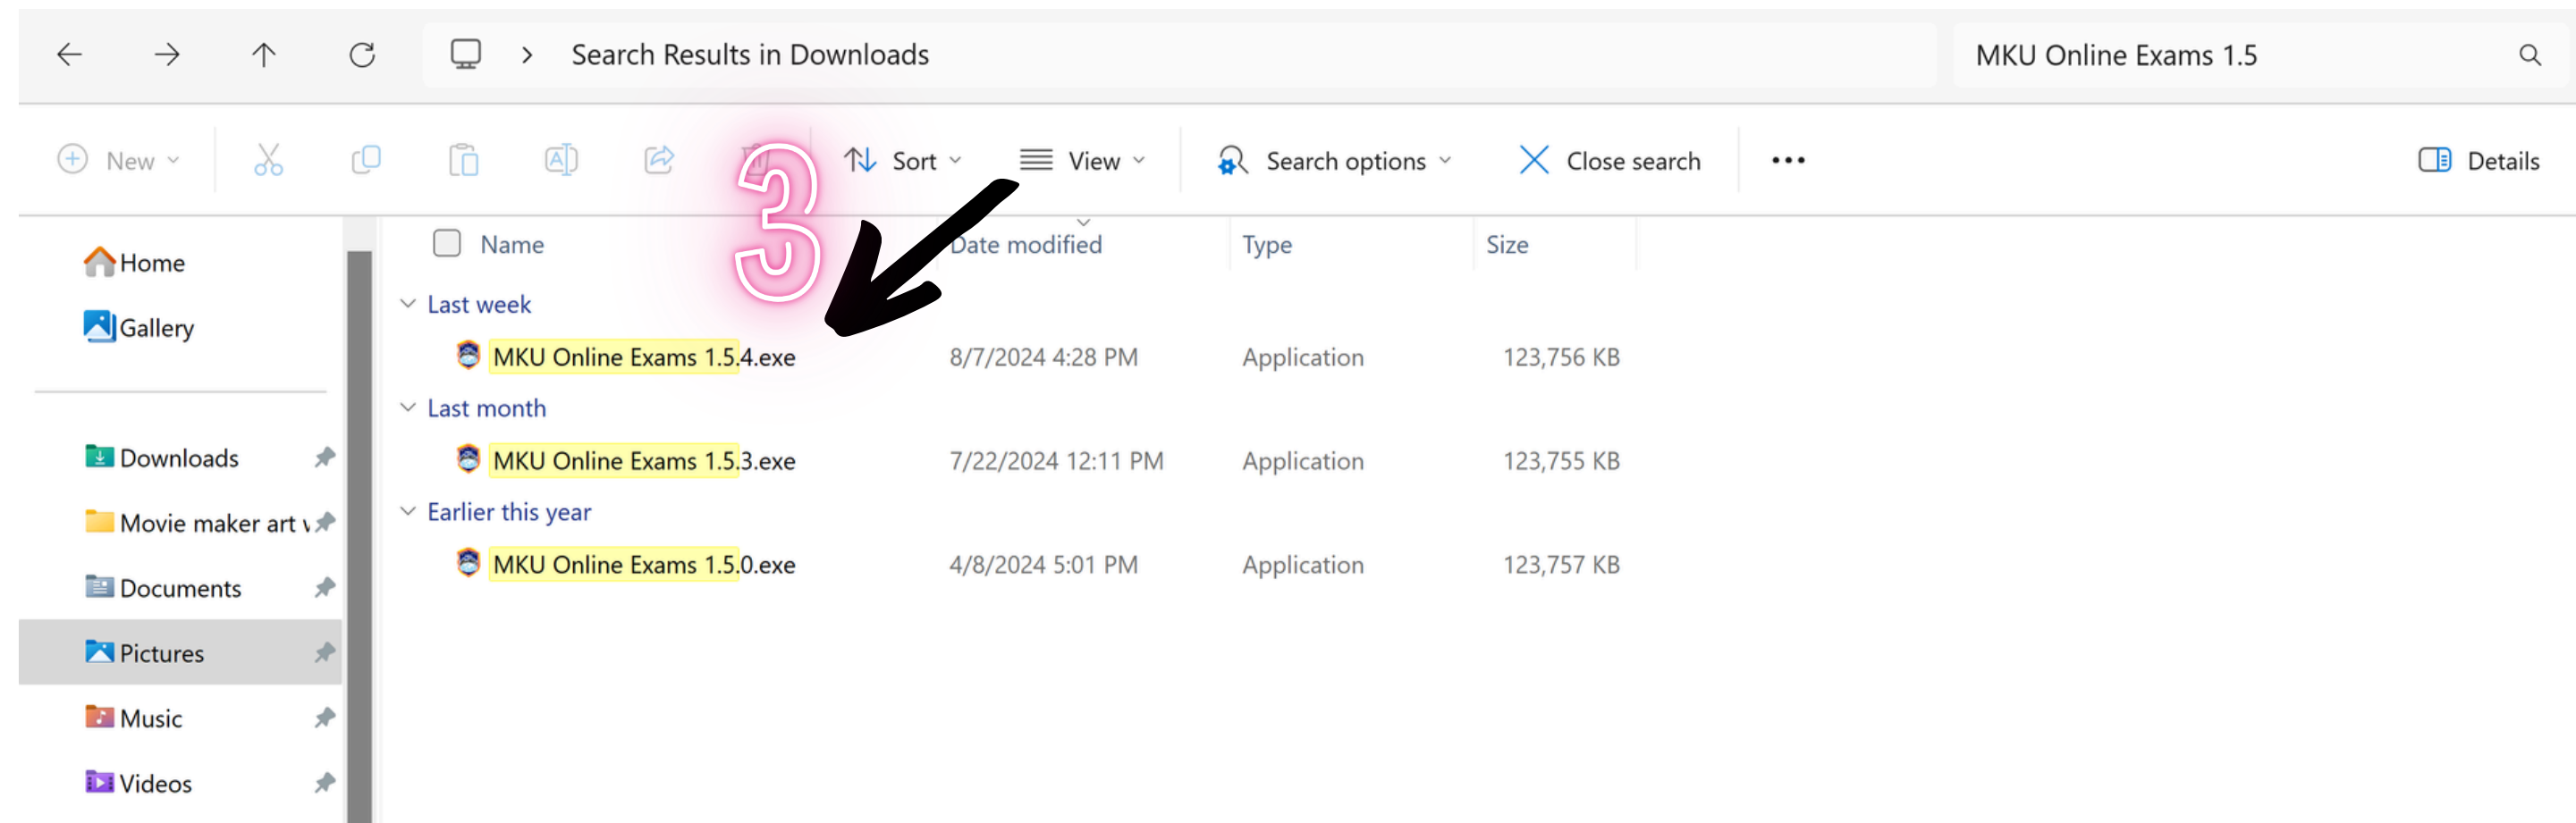 Search Results in Downloads
MKU Online Exams 1.5
New
Sort
View
Search options
Close search
Details
3
Name
Date modified
Type
Size
Home
Gallery
Downloads
Movie maker art
Documents
Pictures
Music
Videos
Last week
MKU Online Exams 1.5.4.exe 8/7/2024 4:28 PM Application 123,756 KB
Last month
MKU Online Exams 1.5.3.exe 7/22/2024 12:11 PM Application 123,755 KB
Earlier this year
MKU Online Exams 1.5.0.exe 4/8/2024 5:01 PM Application 123,757 KB